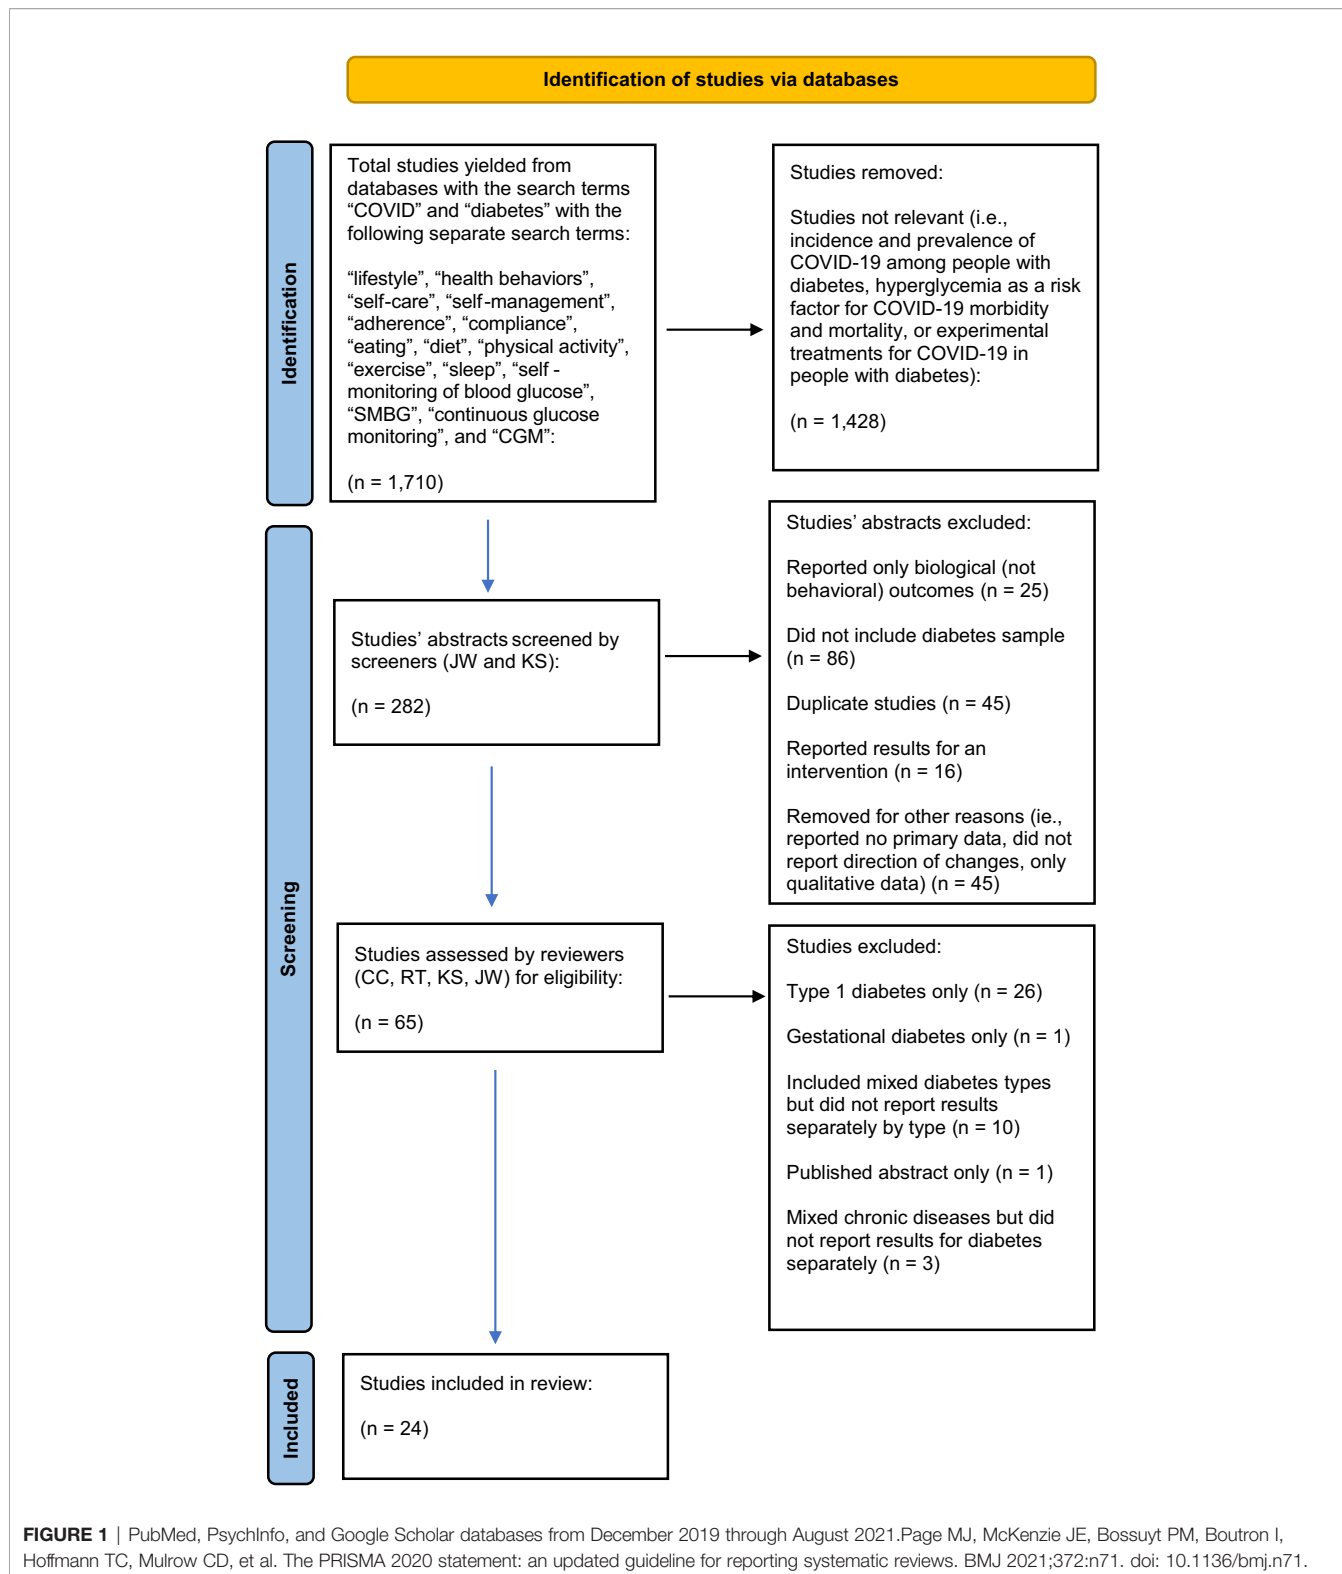 Identification of studies via databases
Identification
Total studies yielded from
databases with the search terms
“COVID” and “diabetes” with the
following separate search terms:
“lifestyle”, “health behaviors”,
“self-care”, “self-management”,
“adherence”, “compliance”,
“eating”, “diet”, “physical activity”,
“exercise”, “sleep”, “self -
monitoring of blood glucose”,
“SMBG”, “continuous glucose
monitoring”, and “CGM”:
(n = 1,710)
Studies removed:
Studies not relevant (i.e.,
incidence and prevalence of
COVID-19 among people with
diabetes, hyperglycemia as a risk
factor for COVID-19 morbidity
and mortality, or experimental
treatments for COVID-19 in
people with diabetes):
(n = 1,428)
Screening
Studies’ abstracts screened by
screeners (JW and KS):
(n = 282)
Studies’ abstracts excluded:
Reported only biological (not
behavioral) outcomes (n = 25)
Did not include diabetes sample
(n = 86)
Duplicate studies (n = 45)
Reported results for an
intervention (n = 16)
Removed for other reasons (ie.,
reported no primary data, did not
report direction of changes, only
qualitative data) (n = 45)
Studies assessed by reviewers
(CC, RT, KS, JW) for eligibility:
(n = 65)
Studies excluded:
Type 1 diabetes only (n = 26)
Gestational diabetes only (n = 1)
Included mixed diabetes types
but did not report results
separately by type (n = 10)
Published abstract only (n = 1)
Mixed chronic diseases but did
not report results for diabetes
separately (n = 3)
Included
Studies included in review:
(n = 24)
FIGURE 1 | PubMed, PsychInfo, and Google Scholar databases from December 2019 through August 2021.Page MJ, McKenzie JE, Bossuyt PM, Boutron I,
Hoffmann TC, Mulrow CD, et al. The PRISMA 2020 statement: an updated guideline for reporting systematic reviews. BMJ 2021;372:n71. doi: 10.1136/bmj.n71.